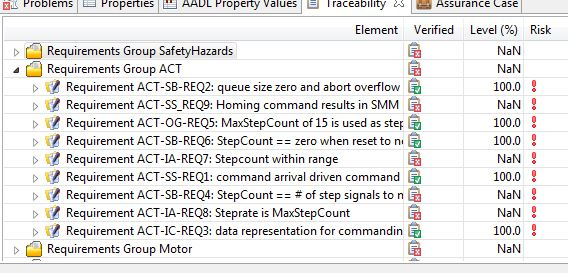 Problems Properties AADL Property Values Traceability Assurance Case
Element Verified Level (%) Risk
Requirements Group SafetyHazards NaN
Requirements Group ACT NaN
Requirement ACT-SB-REQ2: queue size zero and abort overflow 100.0
Requirement ACT-SS_REQ9: Homing command results in SMM NaN
Requirement ACT-OG-REQ5: MaxStepCount of 15 is used as step 100.0
Requirement ACT-SB-REQ6: StepCount == zero when reset to ne 100.0
Requirement ACT-IA-REQ7: Stepcount within range NaN
Requirement ACT-SS-REQ1: command arrival driven command 100.0
Requirement ACT-SB-REQ4: StepCount == # of step signals to n NaN
Requirement ACT-IA-REQ8: Steprate is MaxStepCount NaN
Requirement ACT-IC-REQ3: data representation for commandin 100.0
Requirements Group Motor NaN